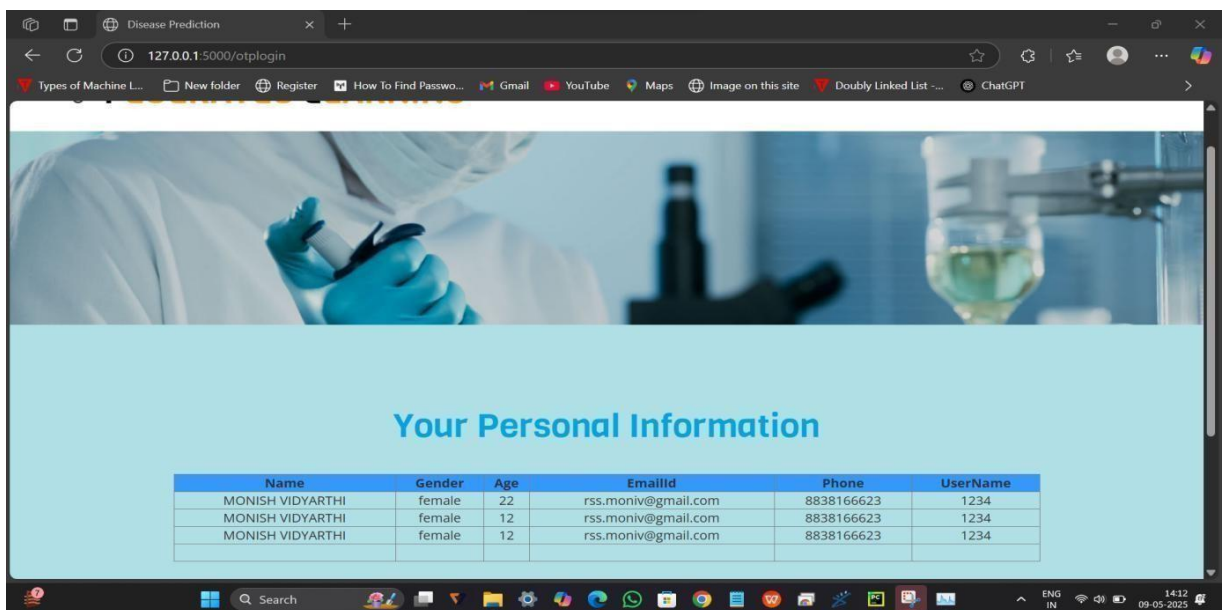 Disease Prediction
127.0.0.1:5000/otplogin
Types of Machine L... New folder Register How To Find Passwo... Gmail YouTube Maps Image on this site Doubly Linked List -... ChatGPT
Your Personal Information
Name Gender Age EmailId Phone UserName
MONISH VIDYARTHI female 22 rss.moniv@gmail.com 8838166623 1234
MONISH VIDYARTHI female 12 rss.moniv@gmail.com 8838166623 1234
MONISH VIDYARTHI female 12 rss.moniv@gmail.com 8838166623 1234
Search
ENG
IN
14:12
09-05-2025